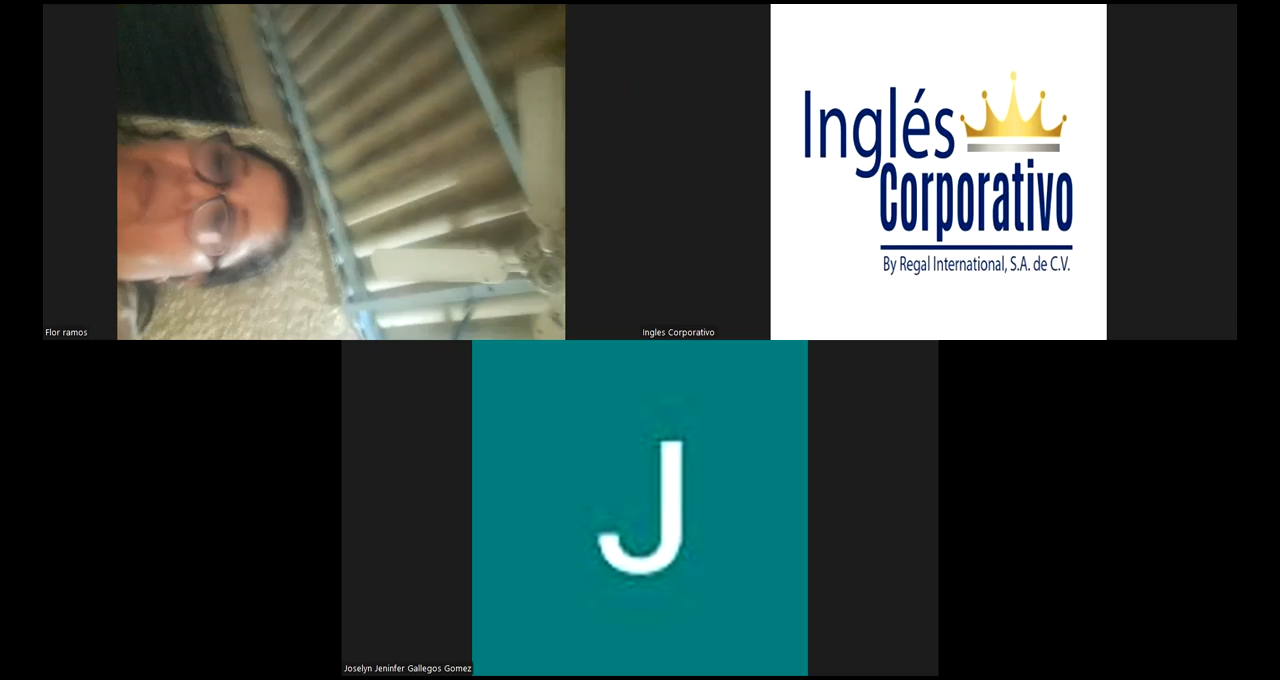 Inglés
Corporativo
By Regal International, S.A. de C.V.
Flor ramos
Ingles Corporativo
J
Joselyn Jeninfer Gallegos Gomez